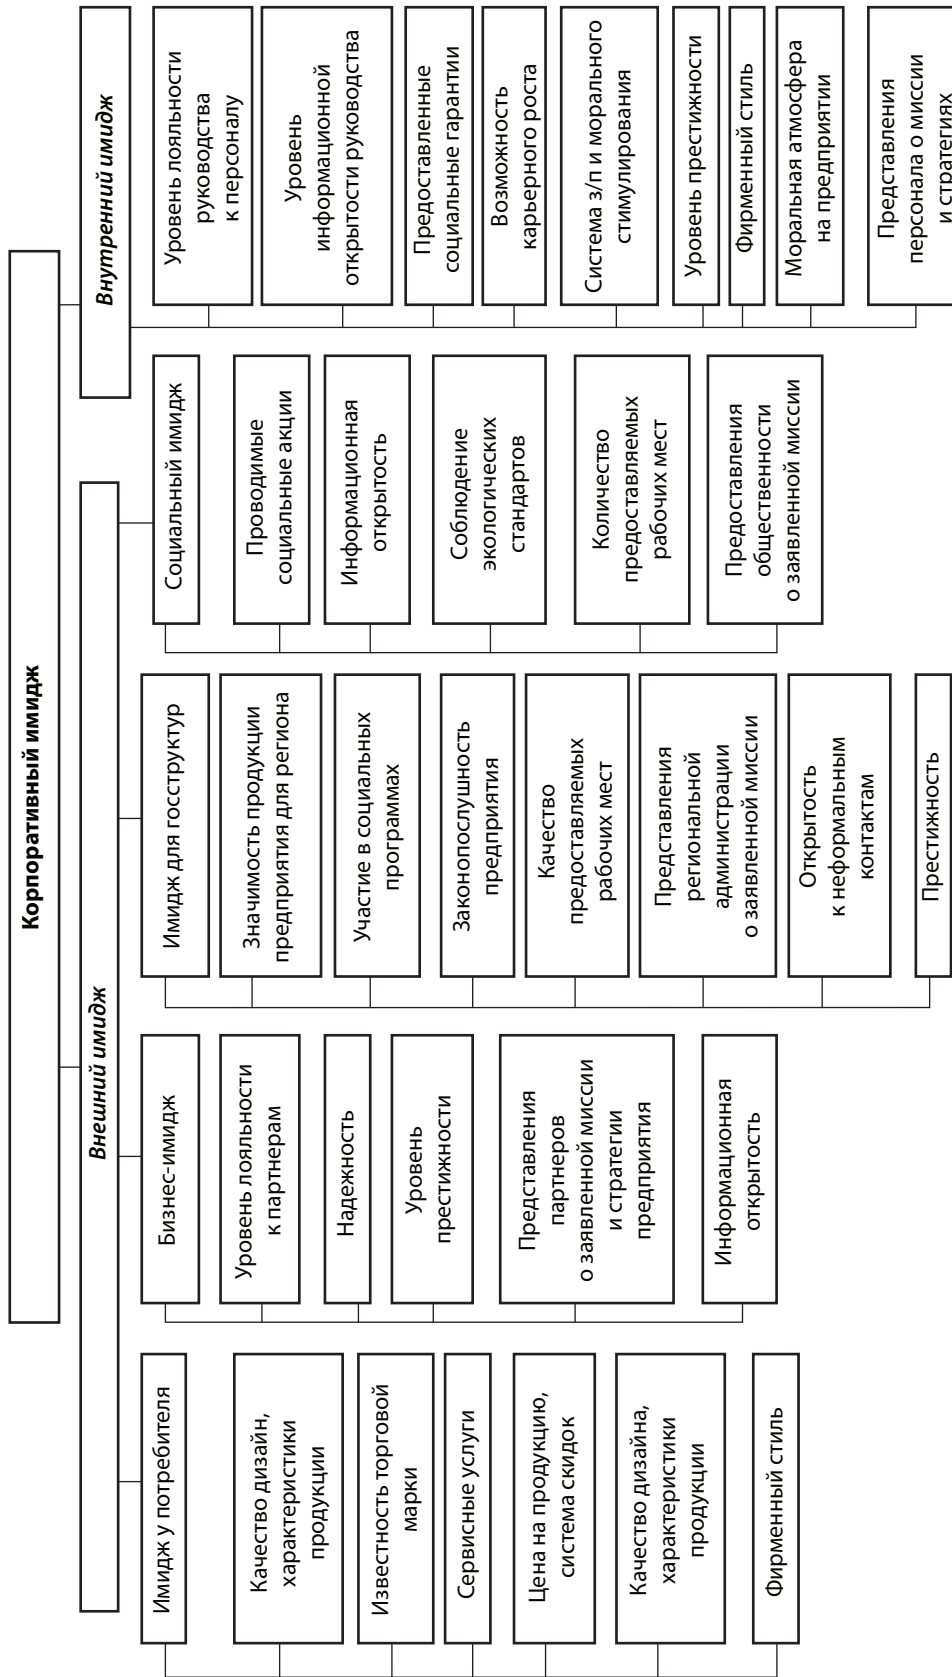 Корпоративный имидж
Внешний имидж
Имидж у потребителя
Качество дизайн,
характеристики
продукции
Известность торговой
марки
Сервисные услуги
Цена на продукцию,
система скидок
Качество дизайна,
характеристики
продукции
Фирменный стиль
Бизнес-имидж
Уровень лояльности
к партнерам
Надежность
Уровень
престижности
Представления
партнеров
о заявленной миссии
и стратегии
предприятия
Информационная
открытость
Имидж для госструктур
Значимость продукции
предприятия для региона
Участие в социальных
программах
Законопослушность
предприятия
Качество
предоставляемых
рабочих мест
Представления
региональной
администрации
о заявленной миссии
Открытость
к неформальным
контактам
Престижность
Социальный имидж
Проводимые
социальные акции
Информационная
открытость
Соблюдение
экологических
стандартов
Количество
предоставляемых
рабочих мест
Предоставления
общественности
о заявленной миссии
Внутренний имидж
Уровень лояльности
руководства
к персоналу
Уровень
информационной
открытости руководства
Предоставленные
социальные гарантии
Возможность
карьерного роста
Система з/п и морального
стимулирования
Уровень престижности
Фирменный стиль
Моральная атмосфера
на предприятии
Представления
персонала о миссии
и стратегиях